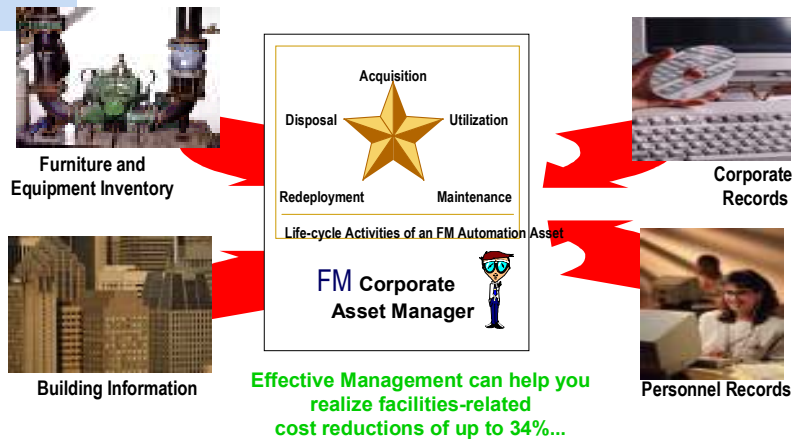 Acquisition
Disposal
Utilization
Redeployment
Maintenance
Life-cycle Activities of an FM Automation Asset
FM Corporate
Asset Manager
Furniture and
Equipment Inventory
Corporate
Records
Building Information
Personnel Records
Effective Management can help you
realize facilities-related
cost reductions of up to 34%...